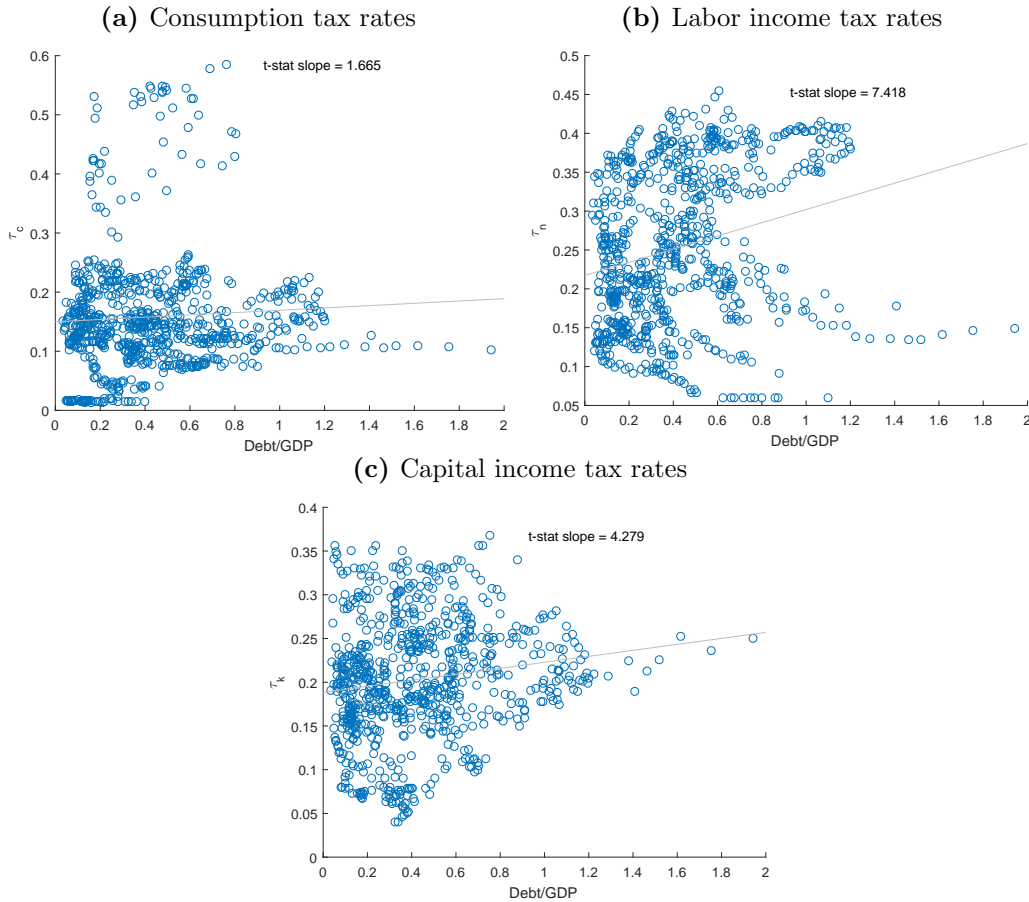 (a) Consumption tax rates
t-stat slope = 1.665
τc
0.6
0.5
0.4
0.3
0.2
0.1
0
0 0.2 0.4 0.6 0.8 1 1.2 1.4 1.6 1.8 2
Debt/GDP
(b) Labor income tax rates
t-stat slope = 7.418
τn
0.5
0.45
0.4
0.35
0.3
0.25
0.2
0.15
0.1
0.05
0 0.2 0.4 0.6 0.8 1 1.2 1.4 1.6 1.8 2
Debt/GDP
(c) Capital income tax rates
t-stat slope = 4.279
τk
0.4
0.35
0.3
0.25
0.2
0.15
0.1
0.05
0
0 0.2 0.4 0.6 0.8 1 1.2 1.4 1.6 1.8 2
Debt/GDP